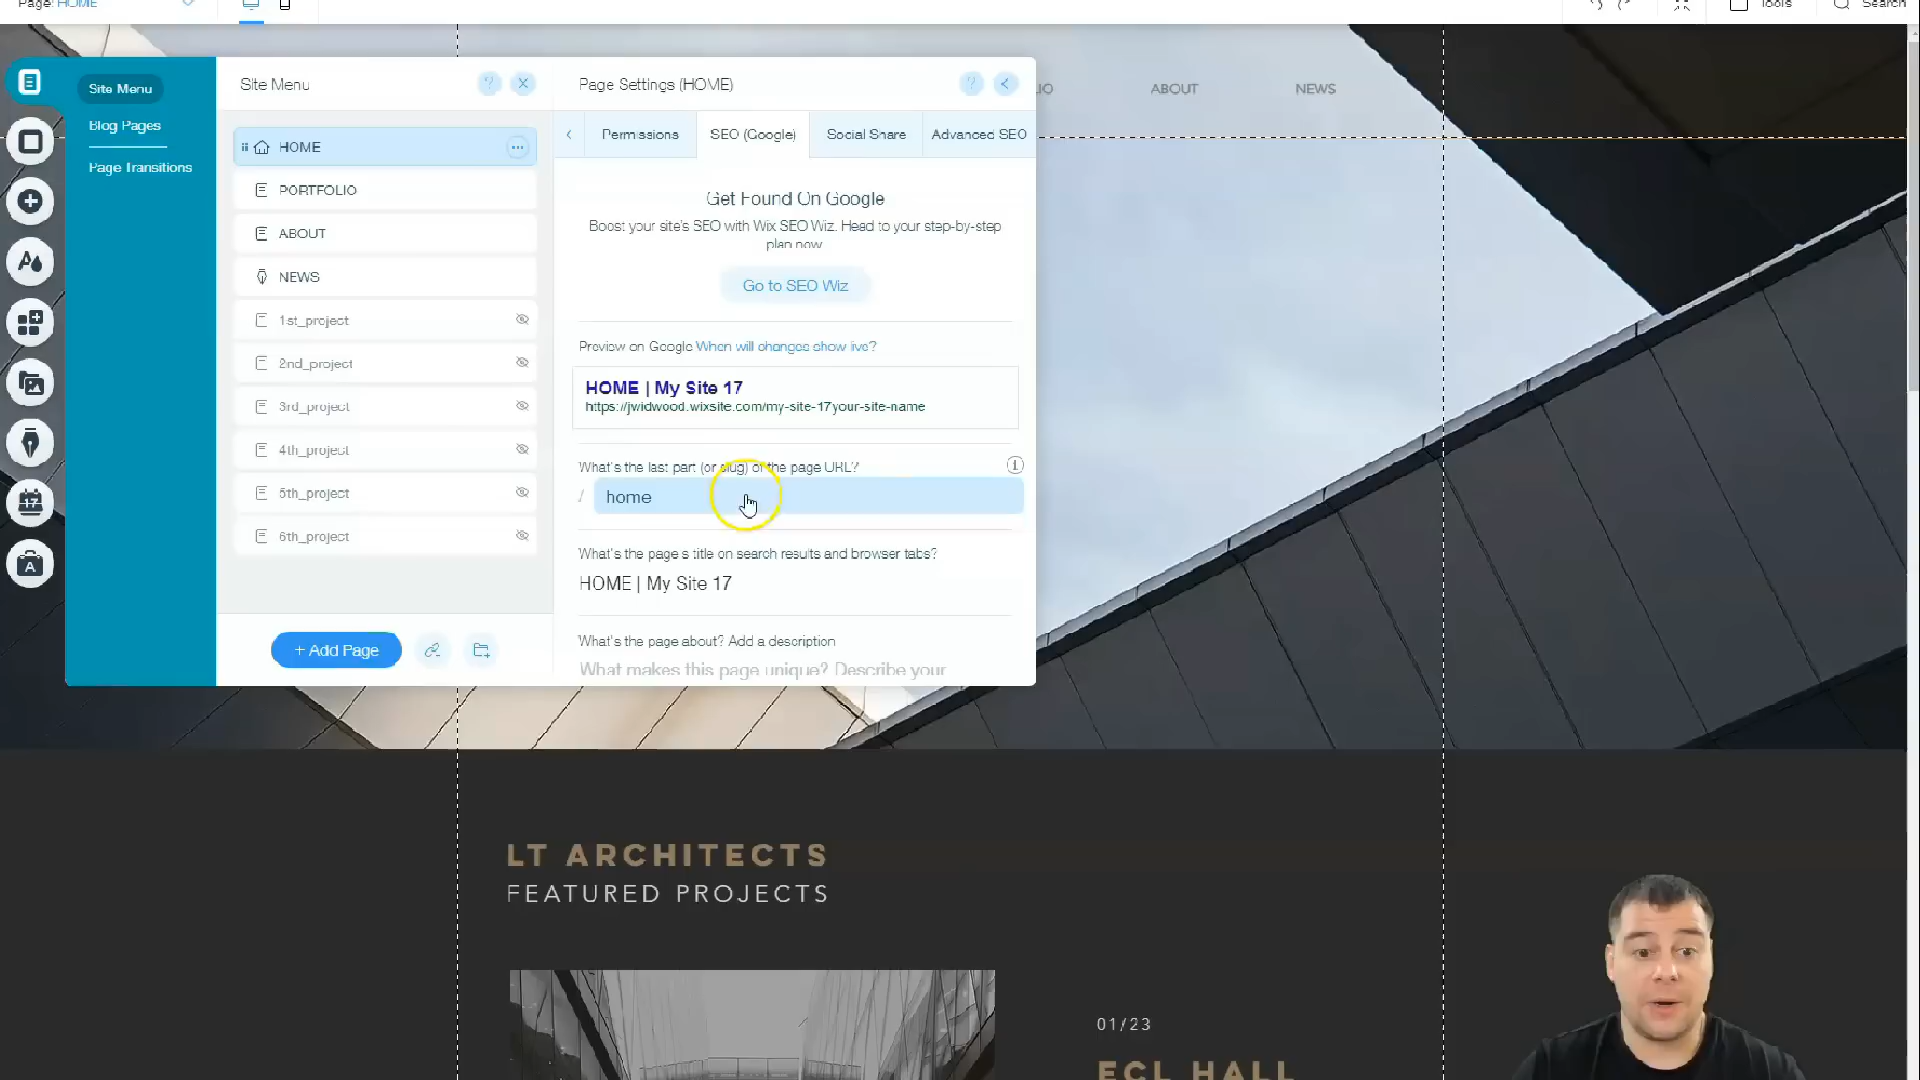 Page: HOME
Tools
Search
Site Menu
Blog Pages
Page Transitions
Site Menu
?
HOME
PORTFOLIO
ABOUT
NEWS
1st_project
2nd_project
3rd_project
4th_project
5th_project
6th_project
+ Add Page
Page Settings (HOME)
?
Permissions
SEO (Google)
Social Share
Advanced SEO
Get Found On Google
Boost your site's SEO with Wix SEO Wiz. Head to your step-by-step
plan now.
Go to SEO Wiz
Preview on Google When will changes show live?
HOME | My Site 17
https://jwidwood.wixsite.com/my-site-17your-site-name
What's the last part (or slug) of the page URL?
/ home
What's the page's title on search results and browser tabs?
HOME | My Site 17
What's the page about? Add a description
What makes this page unique? Describe your
IO
ABOUT
NEWS
17
A
LT ARCHITECTS
FEATURED PROJECTS
01/23
ECL HALL